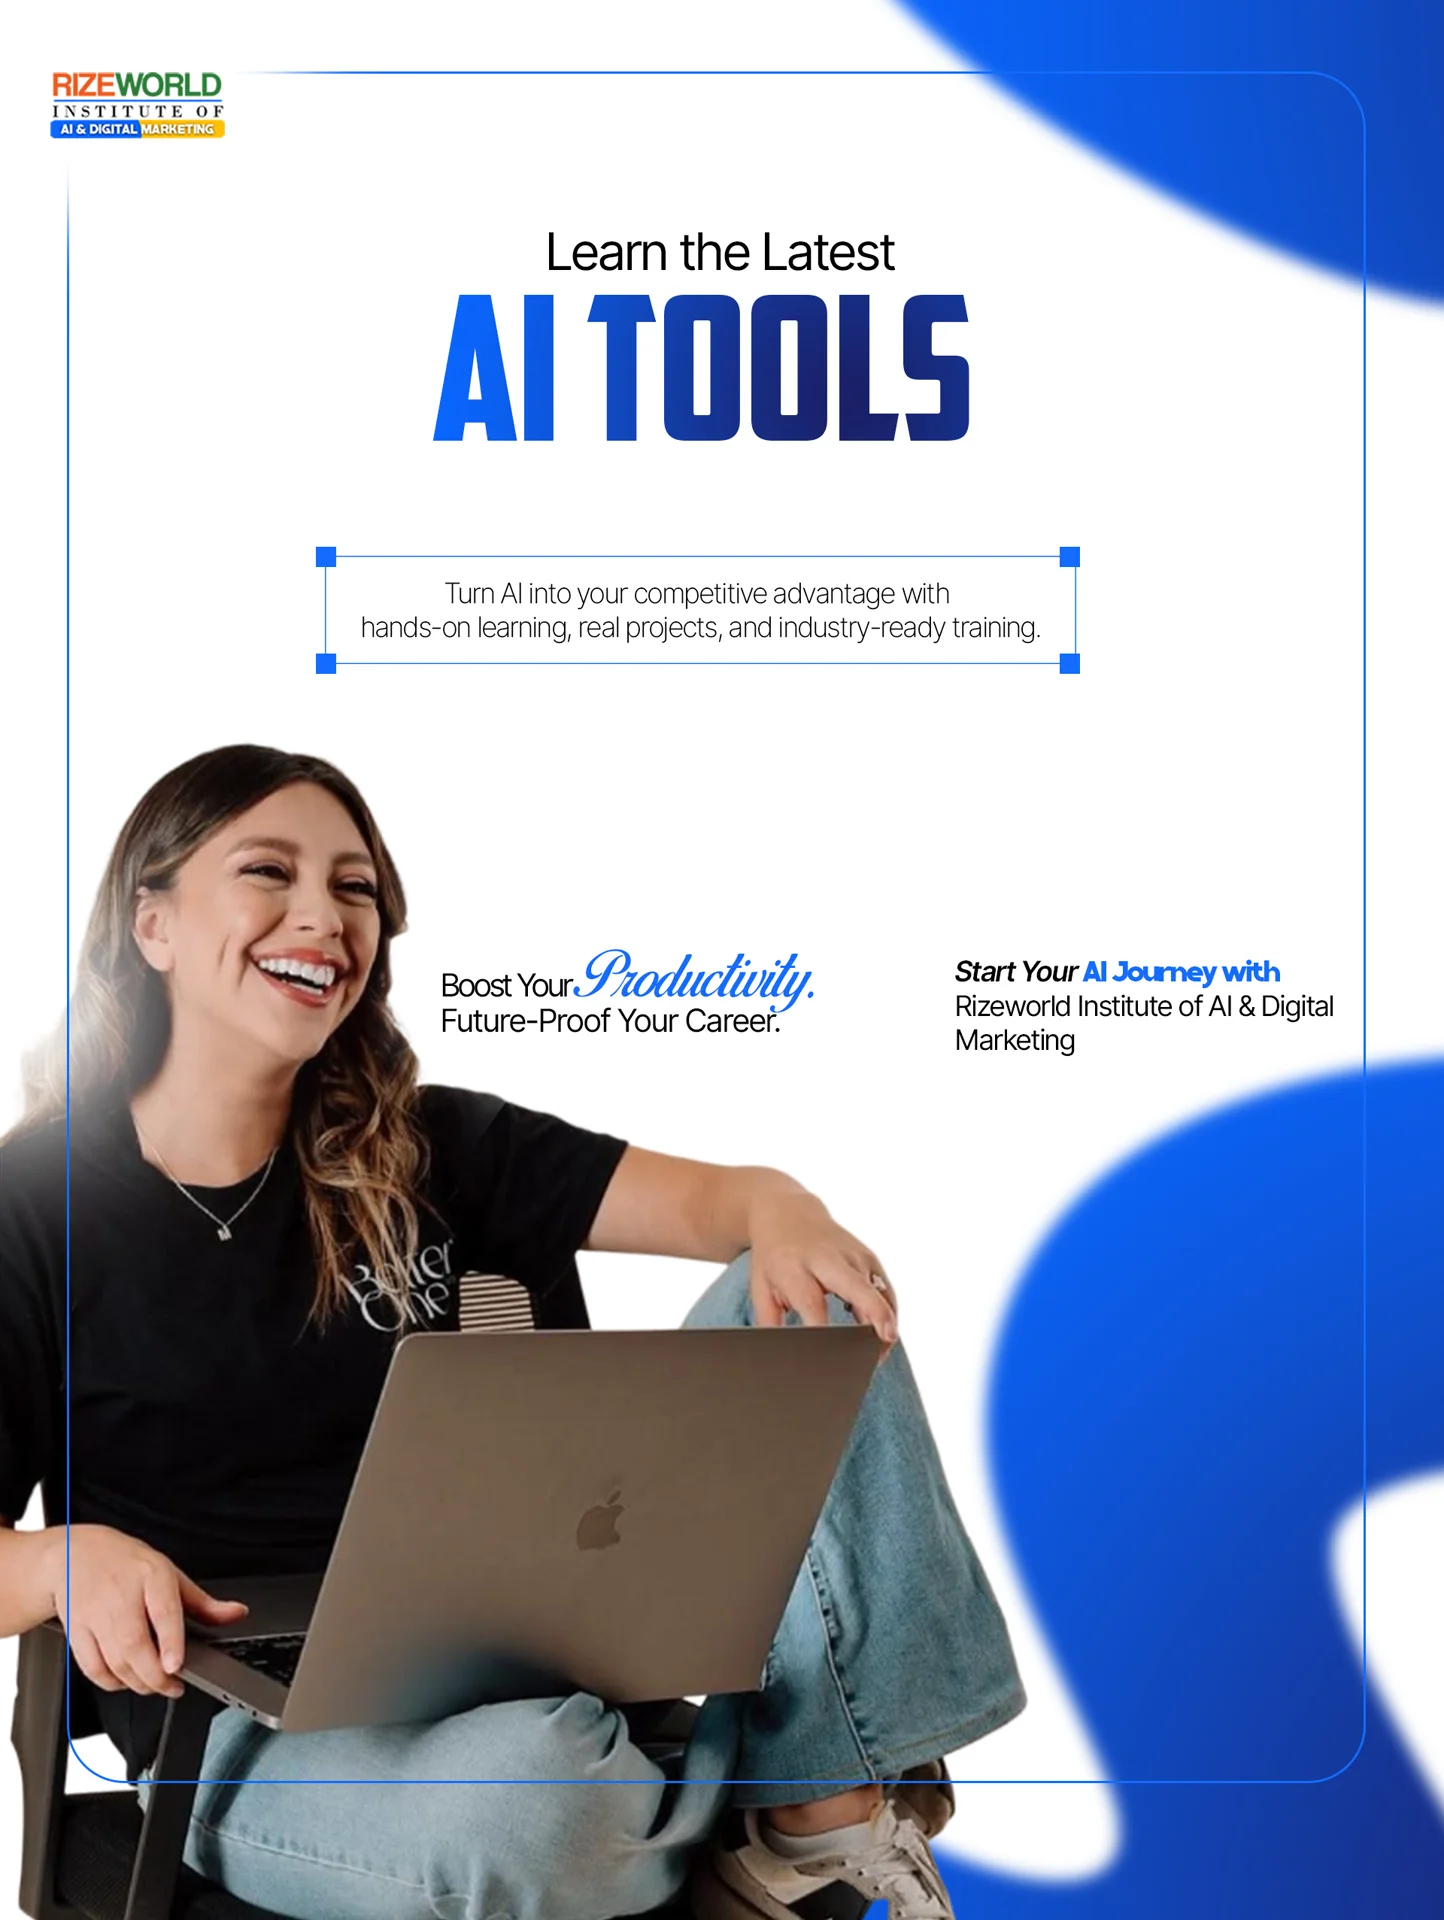 RIZEWORLD
INSTITUTE OF
AI & DIGITAL MARKETING
Learn the Latest
AI TOOLS
Turn AI into your competitive advantage with
hands-on learning, real projects, and industry-ready training.
Boost Your Productivity.
Future-Proof Your Career.
Start Your AI Journey with
Rizeworld Institute of AI & Digital
Marketing
Better
One